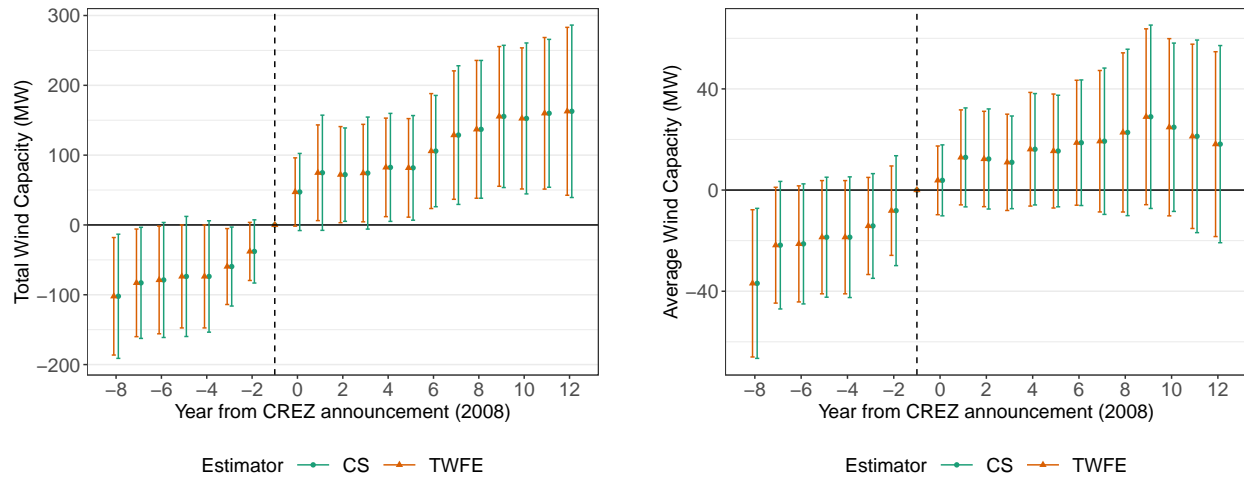 Total Wind Capacity (MW)
300
200
100
0
−100
−200
−8 −6 −4 −2 0 2 4 6 8 10 12
Year from CREZ announcement (2008)
Estimator CS TWFE
Average Wind Capacity (MW)
40
0
−40
−8 −6 −4 −2 0 2 4 6 8 10 12
Year from CREZ announcement (2008)
Estimator CS TWFE